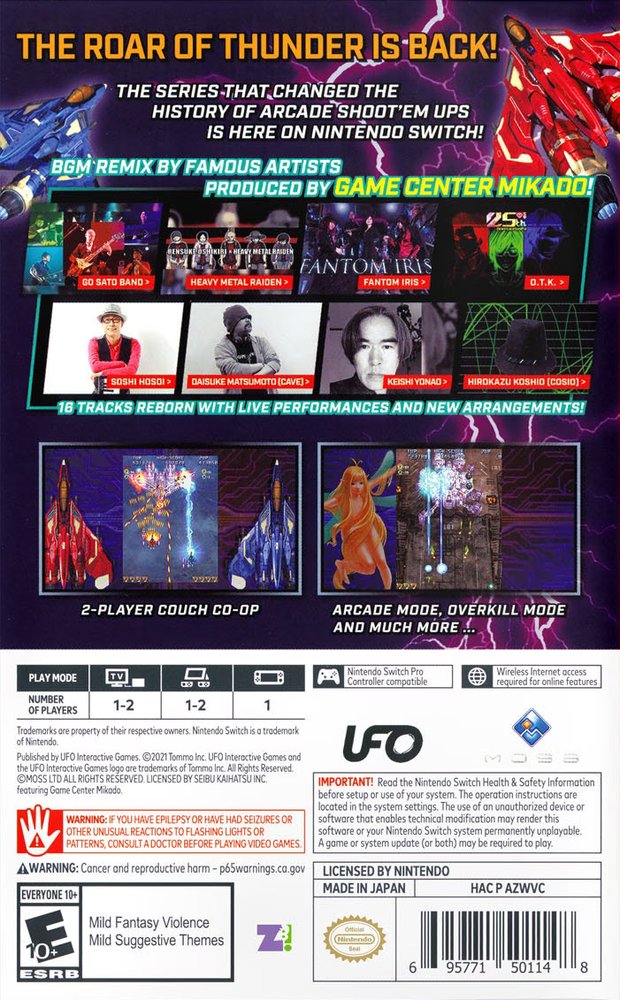 THE ROAR OF THUNDER IS BACK!
THE SERIES THAT CHANGED THE
HISTORY OF ARCADE SHOOT'EM UPS
IS HERE ON NINTENDO SWITCH!
BGM REMIX BY FAMOUS ARTISTS
PRODUCED BY GAME CENTER MIKADO!
GO SATO BAND >
KENSUKE OSHIKIRI × HEAVY METAL RAIDEN
HEAVY METAL RAIDEN >
FANTOM IRIS
FANTOM IRIS >
25th
O.T.K. >
SOSHI HOSOI >
DAISUKE MATSUMOTO (CAVE) >
KEISHI YONAO >
HIROKAZU KOSHIO (COSIO) >
16 TRACKS REBORN WITH LIVE PERFORMANCES AND NEW ARRANGEMENTS!
2-PLAYER COUCH CO-OP
ARCADE MODE, OVERKILL MODE
AND MUCH MORE ...
PLAY MODE
TV
NUMBER
OF PLAYERS
1-2
1-2
1
Nintendo Switch Pro
Controller compatible
Wireless Internet access
required for online features
Trademarks are property of their respective owners. Nintendo Switch is a trademark
of Nintendo.
Published by UFO Interactive Games. ©2021 Tommo Inc. UFO Interactive Games and
the UFO Interactive Games logo are trademarks of Tommo Inc. All Rights Reserved.
©MOSS LTD ALL RIGHTS RESERVED. LICENSED BY SEIBU KAIHATSU INC.
featuring Game Center Mikado.
UFO
MOSS
WARNING: IF YOU HAVE EPILEPSY OR HAVE HAD SEIZURES OR
OTHER UNUSUAL REACTIONS TO FLASHING LIGHTS OR
PATTERNS, CONSULT A DOCTOR BEFORE PLAYING VIDEO GAMES.
IMPORTANT! Read the Nintendo Switch Health & Safety Information
before setup or use of your system. The operation instructions are
located in the system settings. The use of an unauthorized device or
software that enables technical modification may render this
software or your Nintendo Switch system permanently unplayable.
A game or system update (or both) may be required to play.
WARNING: Cancer and reproductive harm – p65warnings.ca.gov
EVERYONE 10+
E
10+
ESRB
Mild Fantasy Violence
Mild Suggestive Themes
LICENSED BY NINTENDO
MADE IN JAPAN
HAC P AZWVC
Official
Nintendo
Seal
6 95771 50114 8